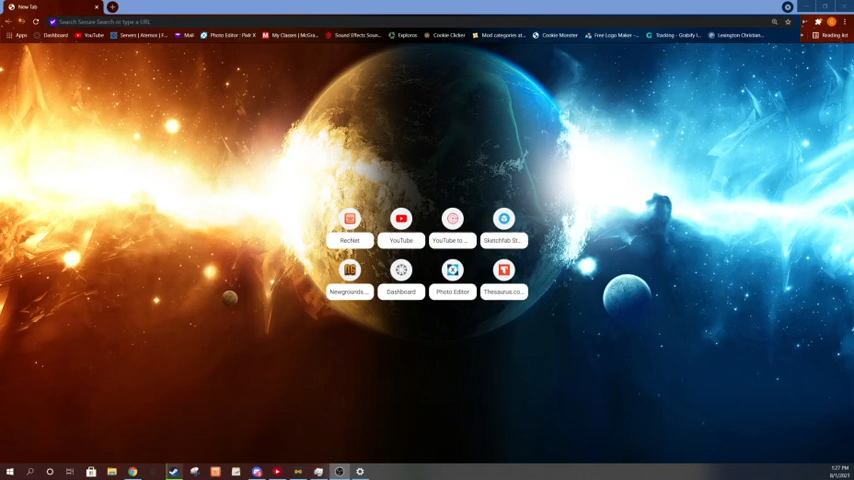 New Tab
Search Secure Search or type a URL
Apps Dashboard YouTube Servers | Aternos | F... Mail Photo Editor : Pixlr X My Classes | McGra... Sound Effects Soun... Exploros Cookie Clicker Mod categories at... Cookie Monster Free Logo Maker -... Tracking - Grabify I... Lexington Christian... Reading list
RecNet YouTube YouTube to ... Sketchfab St...
Newgrounds... Dashboard Photo Editor Thesaurus.co...
1:27 PM
8/1/2021